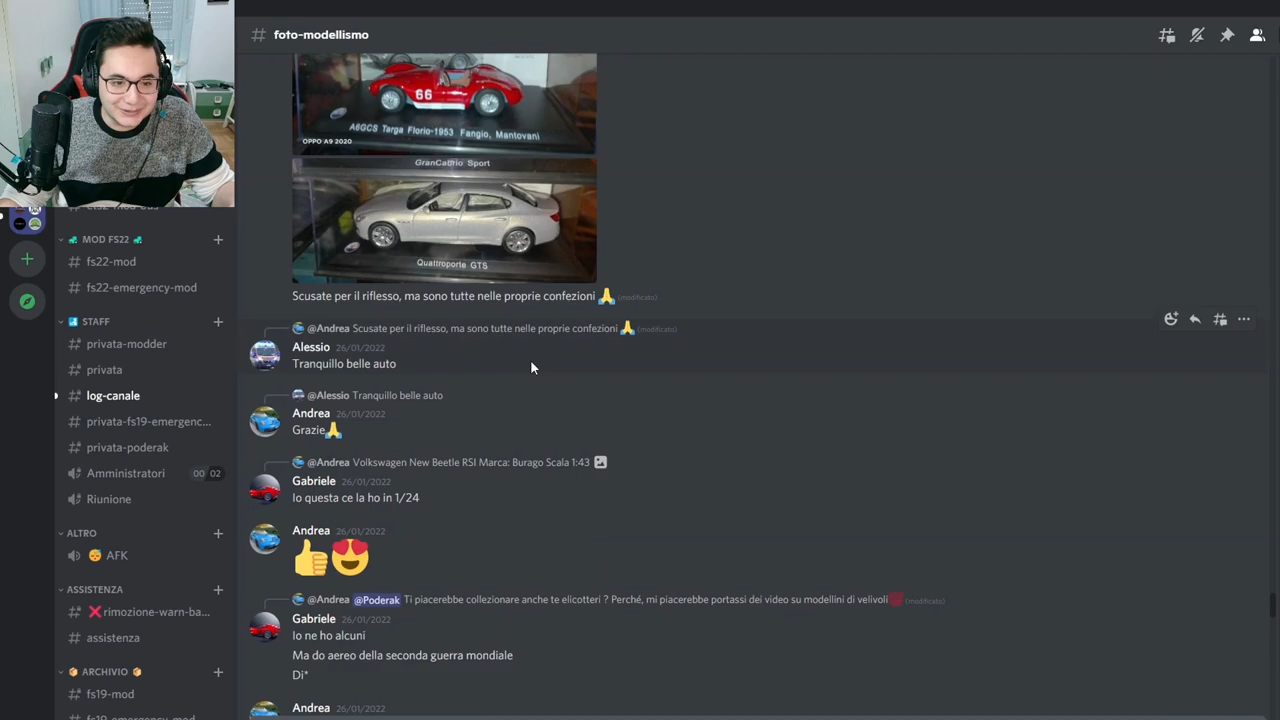 foto-modellismo
66
A6GCS Targa Florio-1953 Fangio, Mantovani
OPPO A9 2020
GranCabrio Sport
Quattroporte GTS
Scusate per il riflesso, ma sono tutte nelle proprie confezioni 🙏 (modificato)
@Andrea Scusate per il riflesso, ma sono tutte nelle proprie confezioni 🙏 (modificato)
Alessio 26/01/2022
Tranquillo belle auto
@Alessio Tranquillo belle auto
Andrea 26/01/2022
Grazie🙏
@Andrea Volkswagen New Beetle RSI Marca: Burago Scala 1:43
Gabriele 26/01/2022
Io questa ce la ho in 1/24
Andrea 26/01/2022
👍😍
@Andrea @Poderak Ti piacerebbe collezionare anche te elicotteri ? Perché, mi piacerebbe portassi dei video su modellini di velivoli (modificato)
Gabriele 26/01/2022
Io ne ho alcuni
Ma do aereo della seconda guerra mondiale
Di*
Andrea
MOD FS22
fs22-mod
fs22-emergency-mod
STAFF
privata-modder
privata
log-canale
privata-fs19-emergenc...
privata-poderak
Amministratori 00 02
Riunione
ALTRO
😴 AFK
ASSISTENZA
❌rimozione-warn-ba...
assistenza
📦 ARCHIVIO 📦
fs19-mod
fs19-emergency-mod